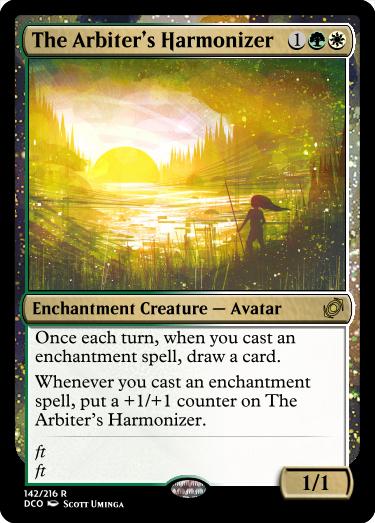 The Arbiter's Harmonizer 1
Enchantment Creature — Avatar
Once each turn, when you cast an
enchantment spell, draw a card.
Whenever you cast an enchantment
spell, put a +1/+1 counter on The
Arbiter's Harmonizer.
ft
ft
1/1
142/216 R
DCO Scott Uminga